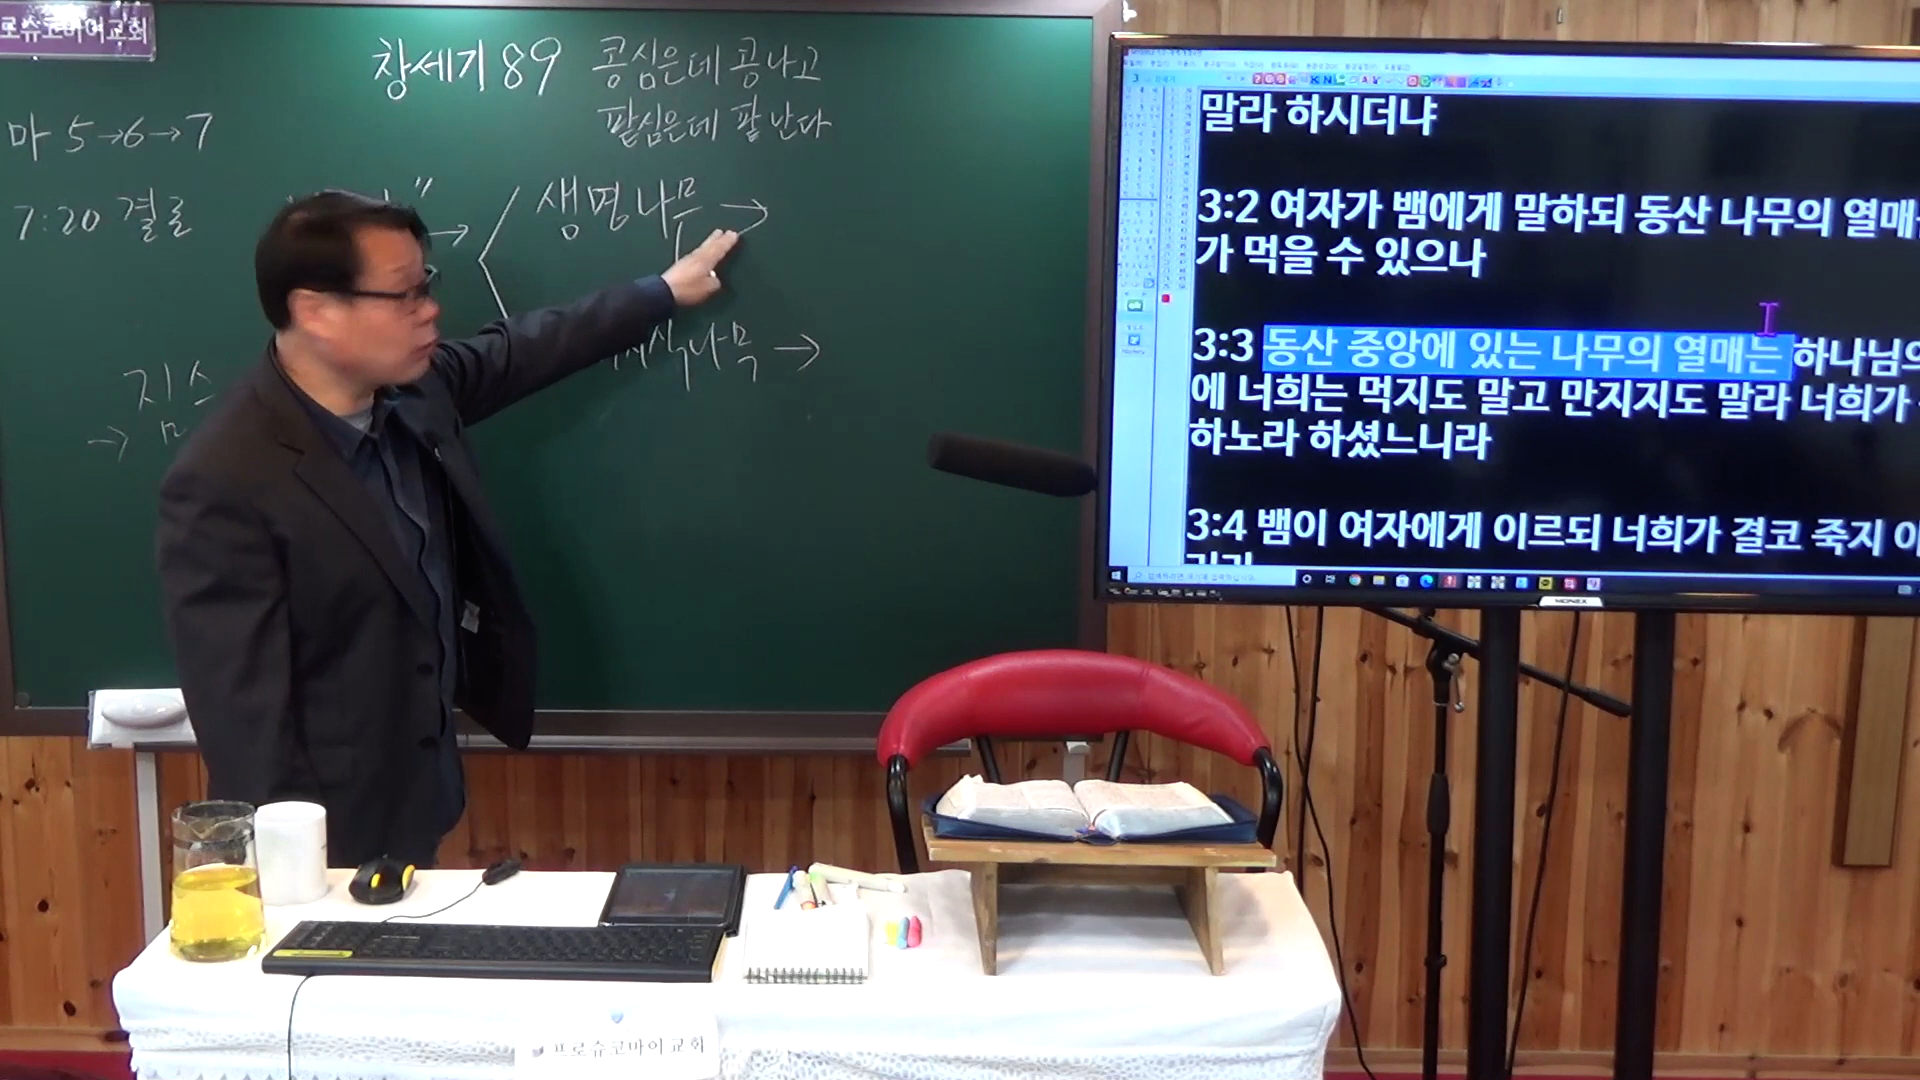 로슈코마이교회
창세기 89 콩심은데 콩나고
팥심은데 팥난다
마 5→6→7
7:20 결론
생명나무 →
식나무 →
짐승
→
말라 하시더냐
3:2 여자가 뱀에게 말하되 동산 나무의 열매
가 먹을 수 있으나
3:3 동산 중앙에 있는 나무의 열매는 하나님의
에 너희는 먹지도 말고 만지지도 말라 너희가
하노라 하셨느니라
3:4 뱀이 여자에게 이르되 너희가 결코 죽지 아
프로슈코마이교회